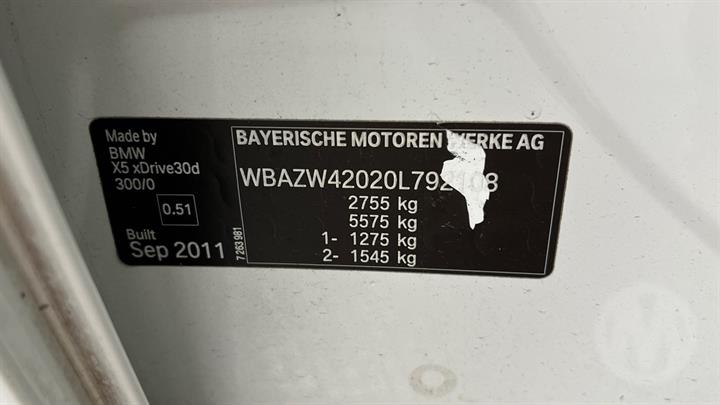 Made by
BMW
X5 xDrive30d
300/0
0.51
Built
Sep 2011
7 263 981
BAYERISCHE MOTOREN WERKE AG
2755 kg
5575 kg
1- 1275 kg
2- 1545 kg
M